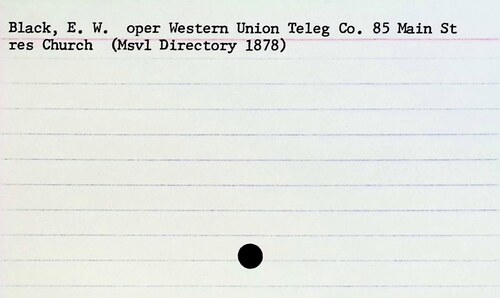 Black, E. W.  oper Western Union Teleg Co. 85 Main St
res Church  (Msvl Directory 1878)